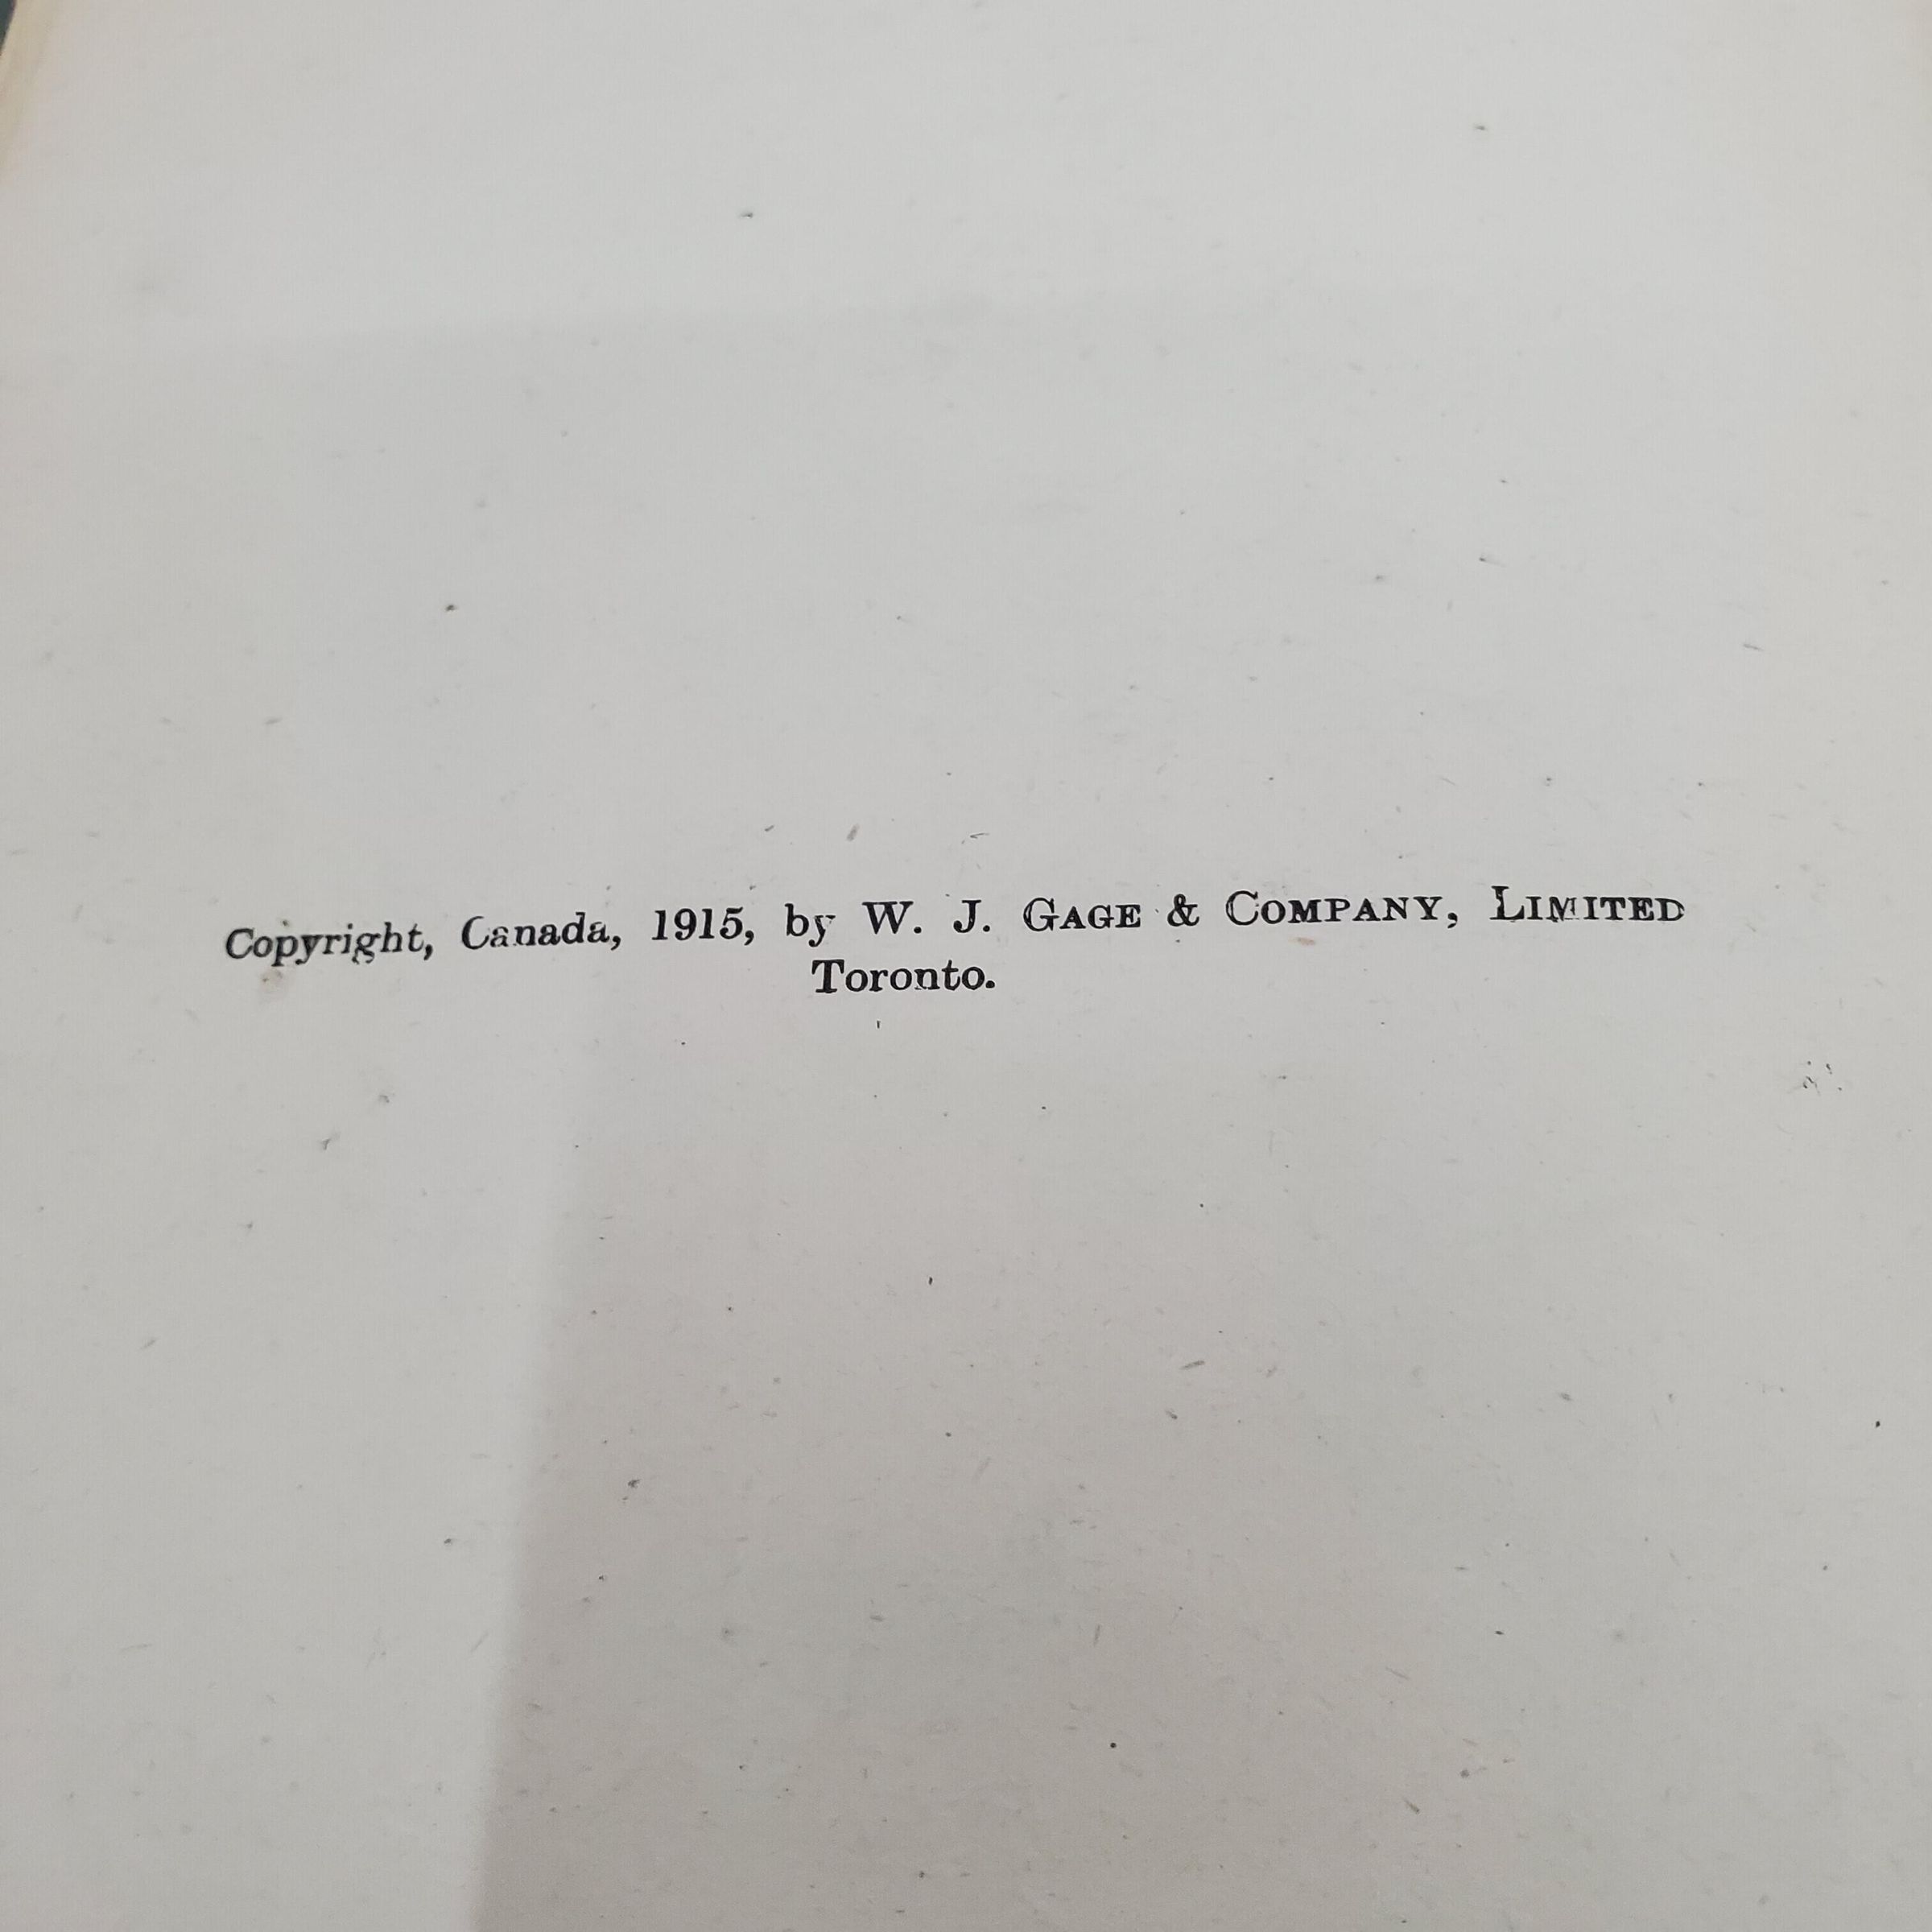 Copyright, Canada, 1915, by W. J. GAGE & COMPANY, LIMITED
Toronto.